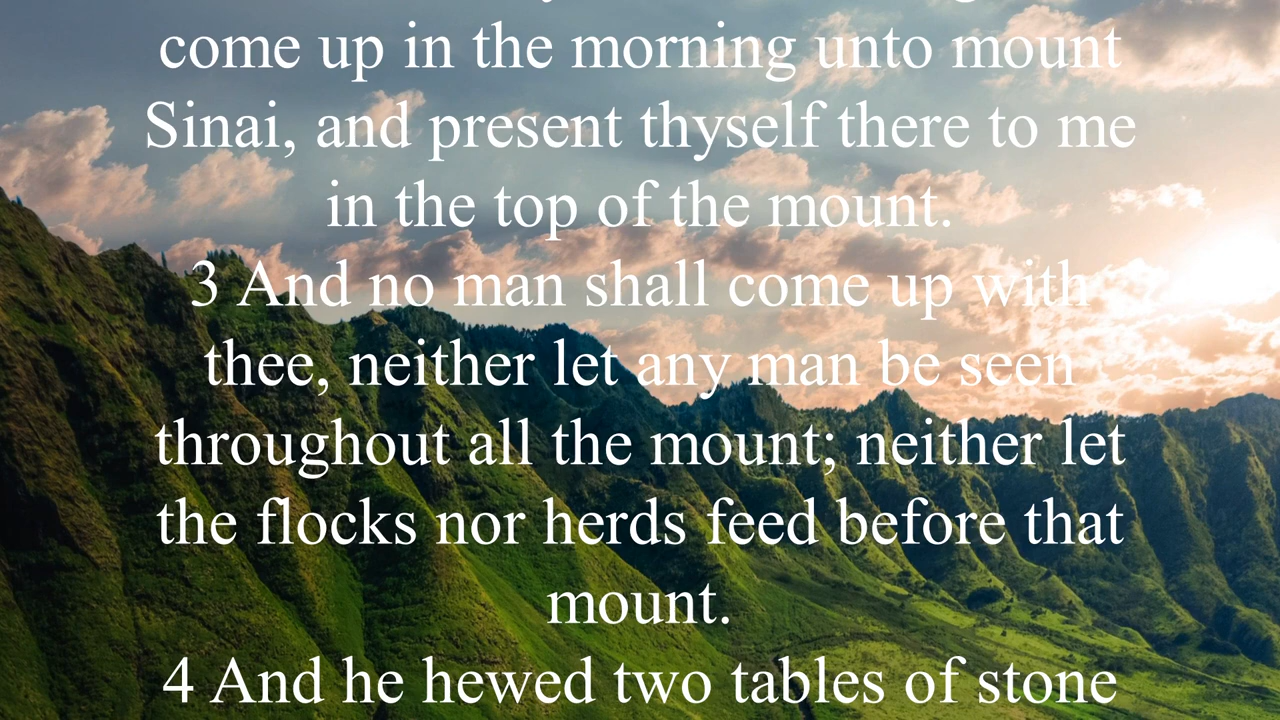 come up in the morning unto mount
Sinai, and present thyself there to me
in the top of the mount.
3 And no man shall come up with
thee, neither let any man be seen
throughout all the mount; neither let
the flocks nor herds feed before that
mount.
4 And he hewed two tables of stone